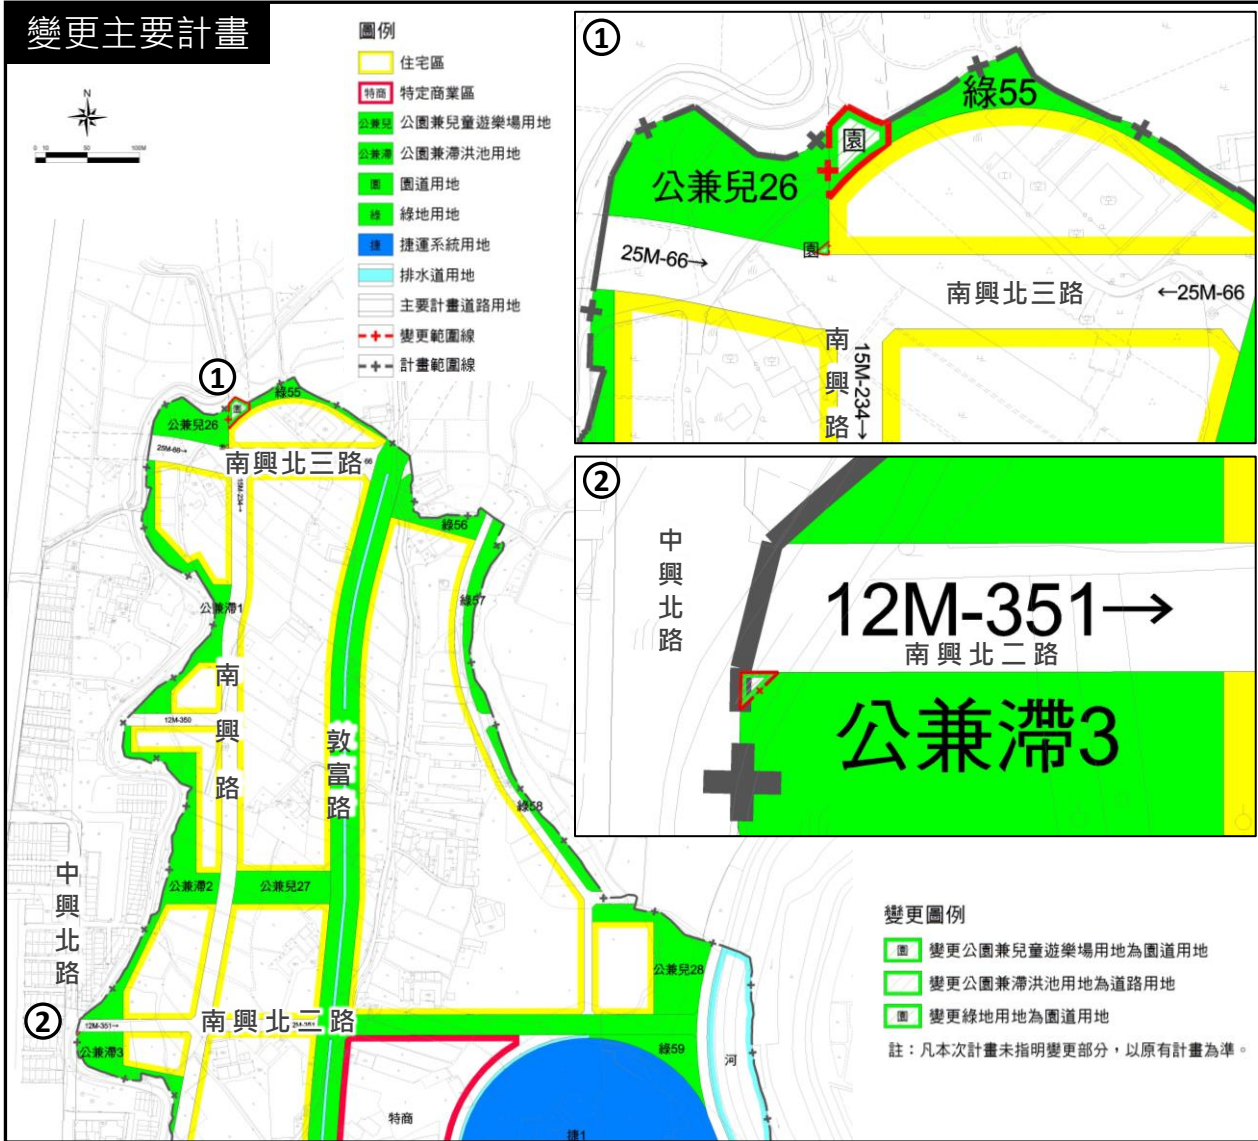 變更主要計畫
N
0 10 50 100M
圖例
住宅區
特商 特定商業區
公兼兒 公園兼兒童遊樂場用地
公兼滯 公園兼滯洪池用地
園 園道用地
綠 綠地用地
捷 捷運系統用地
排水道用地
主要計畫道路用地
變更範圍線
計畫範圍線
①
綠55
園
公兼兒26
25M-66→
園
南興北三路
←25M-66
南興路
15M-234→
②
中興北路
12M-351→
南興北二路
公兼滯3
①
綠55
園
公兼兒26
25M-66→
南興北三路
66
15M-234→
綠56
綠57
公兼滯1
南興路
12M-350
敦富路
綠58
中興北路
公兼滯2
公兼兒27
公兼兒28
②
12M-351→
南興北二路
公兼滯3
綠59
河
特商
捷1
變更圖例
園 變更公園兼兒童遊樂場用地為園道用地
變更公園兼滯洪池用地為道路用地
園 變更綠地用地為園道用地
註：凡本次計畫未指明變更部分，以原有計畫為準。